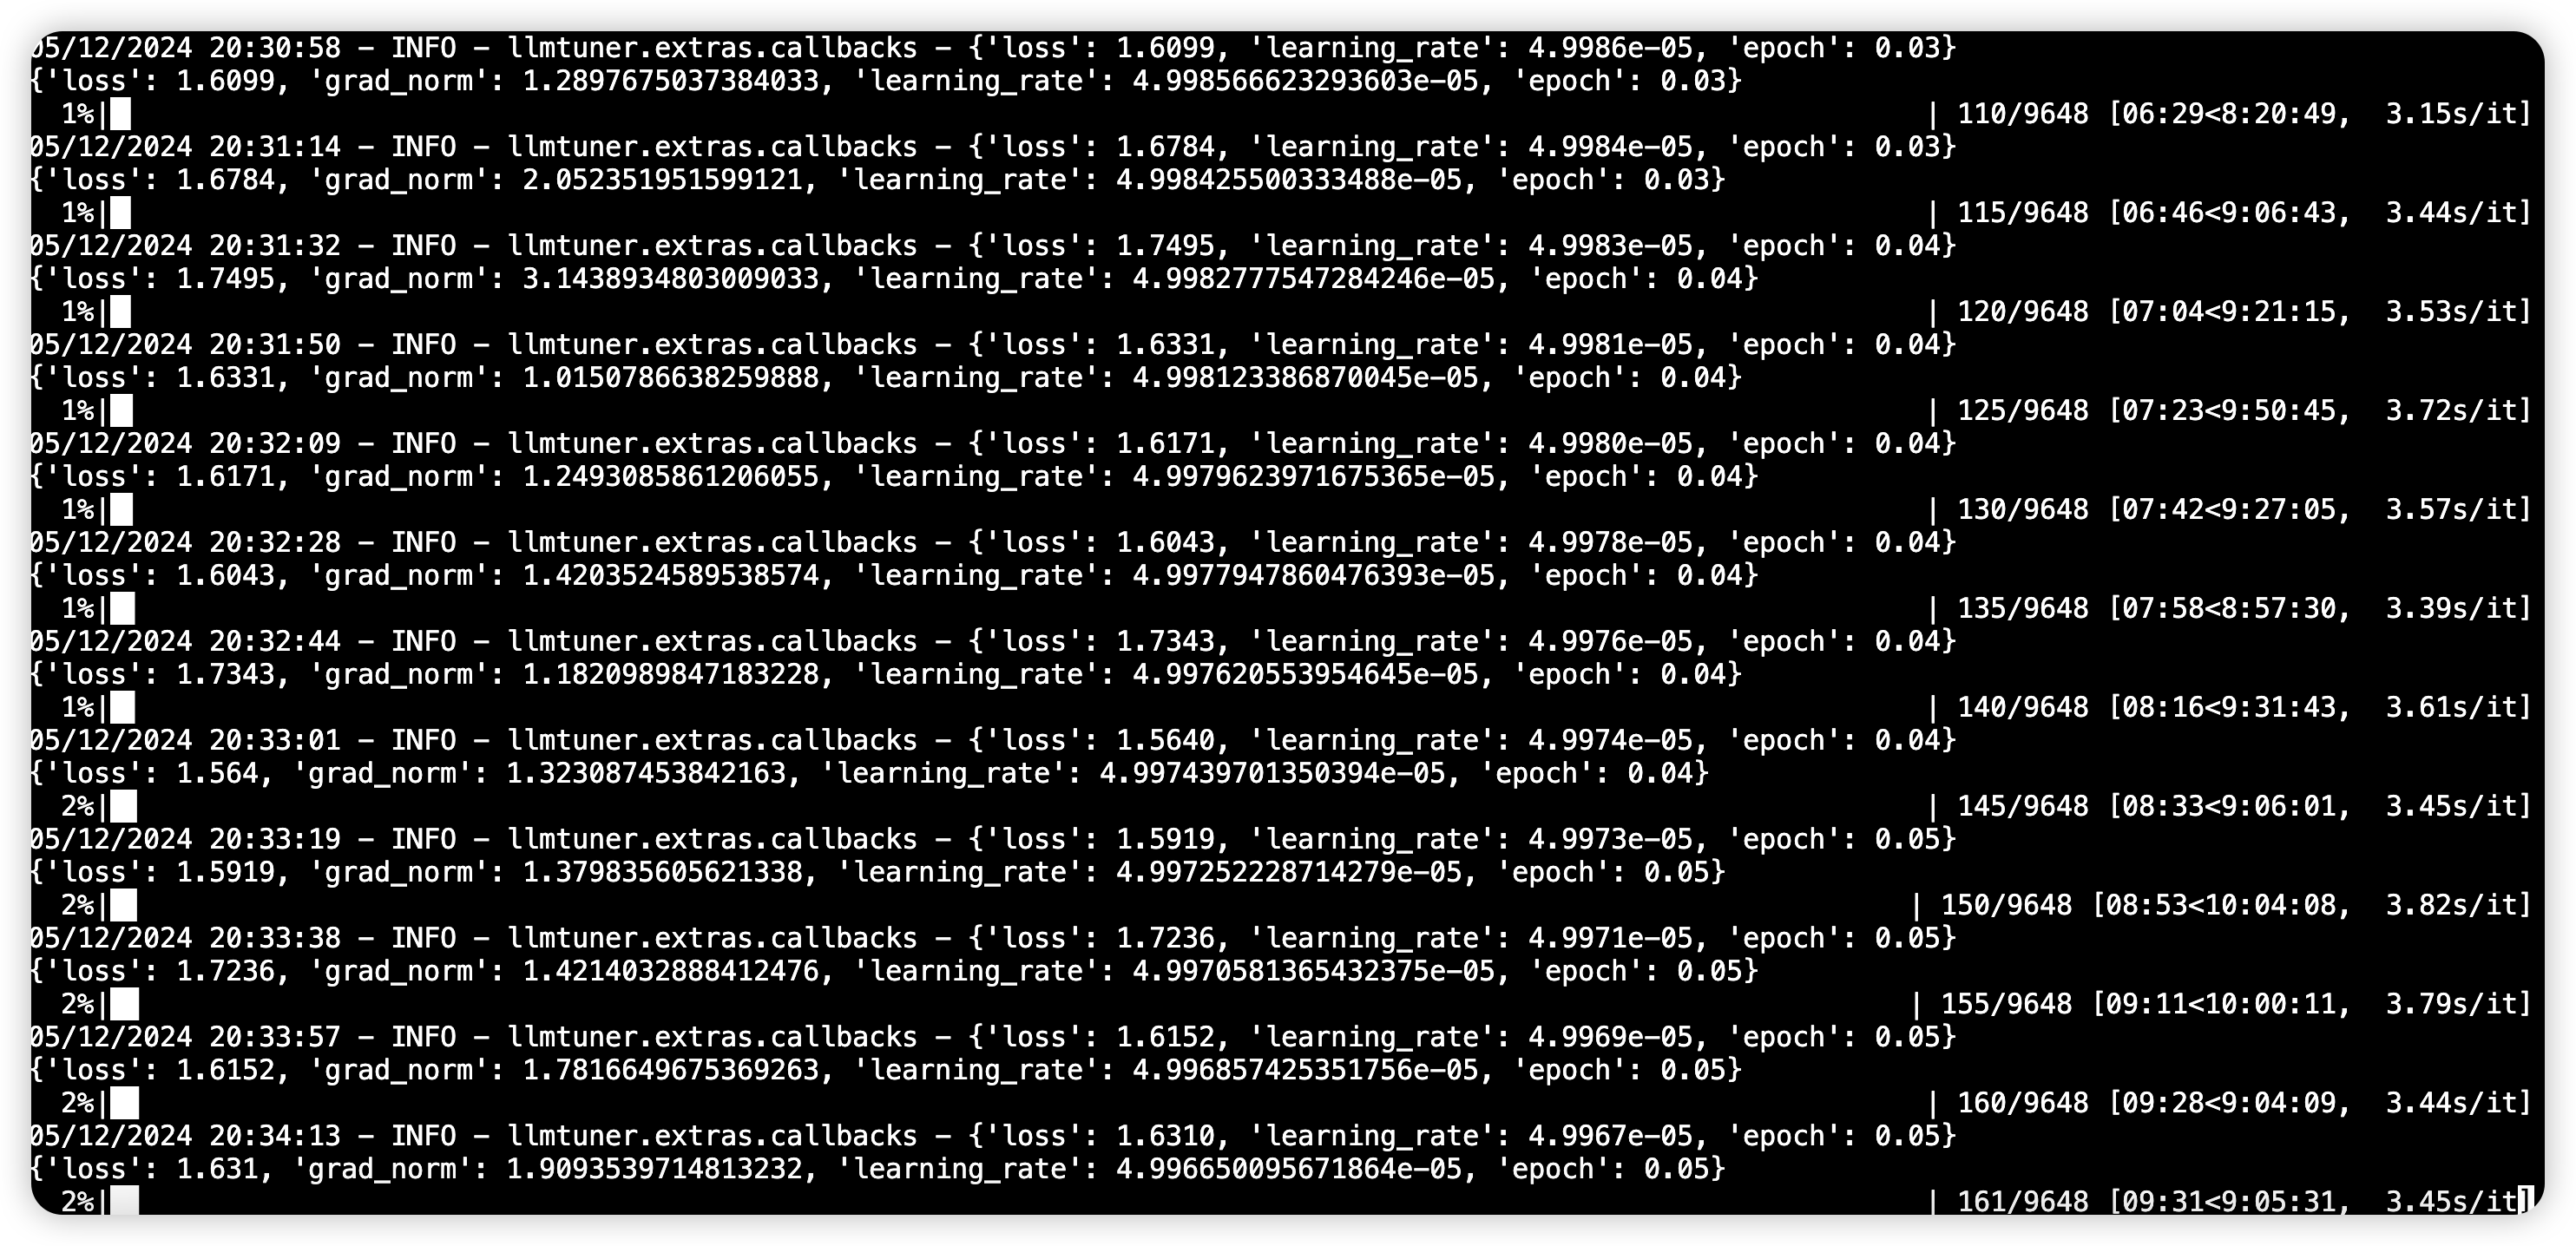 05/12/2024 20:30:58 - INFO - llmtuner.extras.callbacks - {'loss': 1.6099, 'learning_rate': 4.9986e-05, 'epoch': 0.03}
{'loss': 1.6099, 'grad_norm': 1.2897675037384033, 'learning_rate': 4.998566623293603e-05, 'epoch': 0.03}
1%| | 110/9648 [06:29<8:20:49, 3.15s/it]
05/12/2024 20:31:14 - INFO - llmtuner.extras.callbacks - {'loss': 1.6784, 'learning_rate': 4.9984e-05, 'epoch': 0.03}
{'loss': 1.6784, 'grad_norm': 2.052351951599121, 'learning_rate': 4.998425500333488e-05, 'epoch': 0.03}
1%| | 115/9648 [06:46<9:06:43, 3.44s/it]
05/12/2024 20:31:32 - INFO - llmtuner.extras.callbacks - {'loss': 1.7495, 'learning_rate': 4.9983e-05, 'epoch': 0.04}
{'loss': 1.7495, 'grad_norm': 3.1438934803009033, 'learning_rate': 4.9982777547284246e-05, 'epoch': 0.04}
1%| | 120/9648 [07:04<9:21:15, 3.53s/it]
05/12/2024 20:31:50 - INFO - llmtuner.extras.callbacks - {'loss': 1.6331, 'learning_rate': 4.9981e-05, 'epoch': 0.04}
{'loss': 1.6331, 'grad_norm': 1.0150786638259888, 'learning_rate': 4.998123386870045e-05, 'epoch': 0.04}
1%| | 125/9648 [07:23<9:50:45, 3.72s/it]
05/12/2024 20:32:09 - INFO - llmtuner.extras.callbacks - {'loss': 1.6171, 'learning_rate': 4.9980e-05, 'epoch': 0.04}
{'loss': 1.6171, 'grad_norm': 1.2493085861206055, 'learning_rate': 4.9979623971675365e-05, 'epoch': 0.04}
1%| | 130/9648 [07:42<9:27:05, 3.57s/it]
05/12/2024 20:32:28 - INFO - llmtuner.extras.callbacks - {'loss': 1.6043, 'learning_rate': 4.9978e-05, 'epoch': 0.04}
{'loss': 1.6043, 'grad_norm': 1.4203524589538574, 'learning_rate': 4.9977947860476393e-05, 'epoch': 0.04}
1%| | 135/9648 [07:58<8:57:30, 3.39s/it]
05/12/2024 20:32:44 - INFO - llmtuner.extras.callbacks - {'loss': 1.7343, 'learning_rate': 4.9976e-05, 'epoch': 0.04}
{'loss': 1.7343, 'grad_norm': 1.1820989847183228, 'learning_rate': 4.997620553954645e-05, 'epoch': 0.04}
1%| | 140/9648 [08:16<9:31:43, 3.61s/it]
05/12/2024 20:33:01 - INFO - llmtuner.extras.callbacks - {'loss': 1.5640, 'learning_rate': 4.9974e-05, 'epoch': 0.04}
{'loss': 1.564, 'grad_norm': 1.323087453842163, 'learning_rate': 4.997439701350394e-05, 'epoch': 0.04}
2%| | 145/9648 [08:33<9:06:01, 3.45s/it]
05/12/2024 20:33:19 - INFO - llmtuner.extras.callbacks - {'loss': 1.5919, 'learning_rate': 4.9973e-05, 'epoch': 0.05}
{'loss': 1.5919, 'grad_norm': 1.379835605621338, 'learning_rate': 4.997252228714279e-05, 'epoch': 0.05}
2%| | 150/9648 [08:53<10:04:08, 3.82s/it]
05/12/2024 20:33:38 - INFO - llmtuner.extras.callbacks - {'loss': 1.7236, 'learning_rate': 4.9971e-05, 'epoch': 0.05}
{'loss': 1.7236, 'grad_norm': 1.4214032888412476, 'learning_rate': 4.9970581365432375e-05, 'epoch': 0.05}
2%| | 155/9648 [09:11<10:00:11, 3.79s/it]
05/12/2024 20:33:57 - INFO - llmtuner.extras.callbacks - {'loss': 1.6152, 'learning_rate': 4.9969e-05, 'epoch': 0.05}
{'loss': 1.6152, 'grad_norm': 1.7816649675369263, 'learning_rate': 4.996857425351756e-05, 'epoch': 0.05}
2%| | 160/9648 [09:28<9:04:09, 3.44s/it]
05/12/2024 20:34:13 - INFO - llmtuner.extras.callbacks - {'loss': 1.6310, 'learning_rate': 4.9967e-05, 'epoch': 0.05}
{'loss': 1.631, 'grad_norm': 1.9093539714813232, 'learning_rate': 4.996650095671864e-05, 'epoch': 0.05}
2%| | 161/9648 [09:31<9:05:31, 3.45s/it]